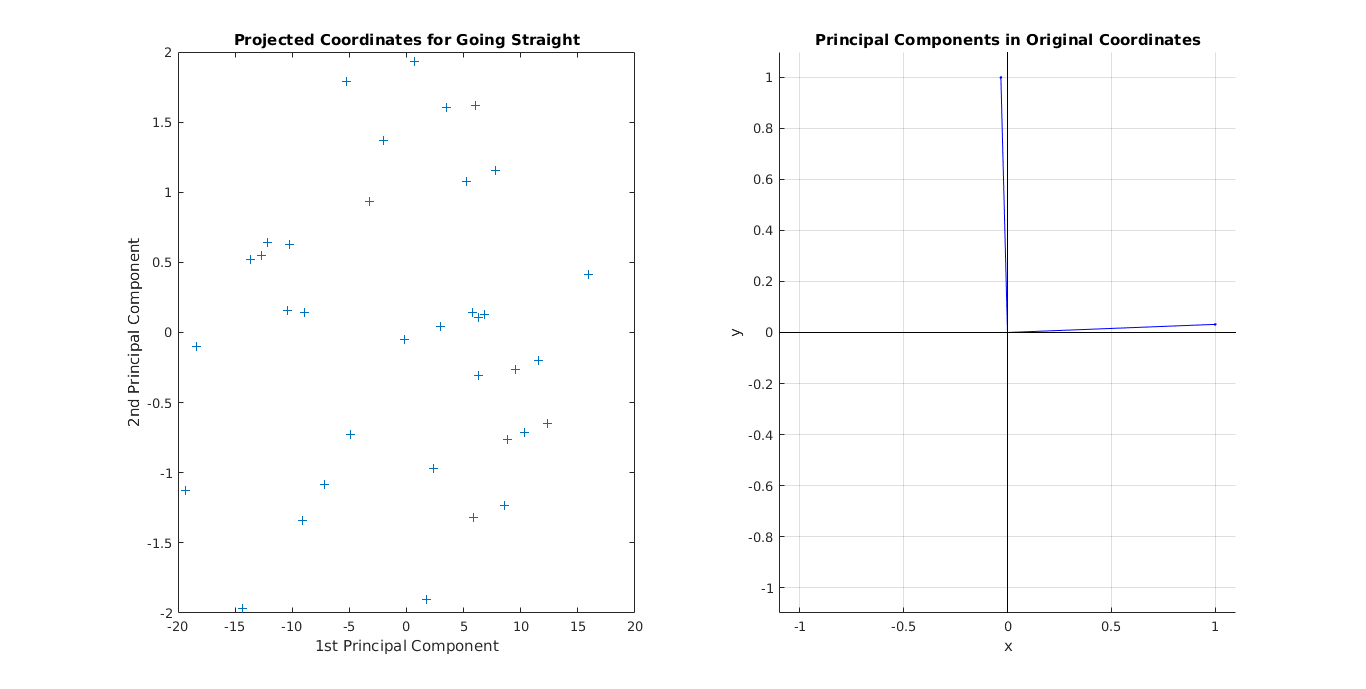 Projected Coordinates for Going Straight
2
1.5
1
0.5
0
-0.5
-1
-1.5
-2
2nd Principal Component
-20 -15 -10 -5 0 5 10 15 20
1st Principal Component
Principal Components in Original Coordinates
1
0.8
0.6
0.4
0.2
0
-0.2
-0.4
-0.6
-0.8
-1
y
-1 -0.5 0 0.5 1
x